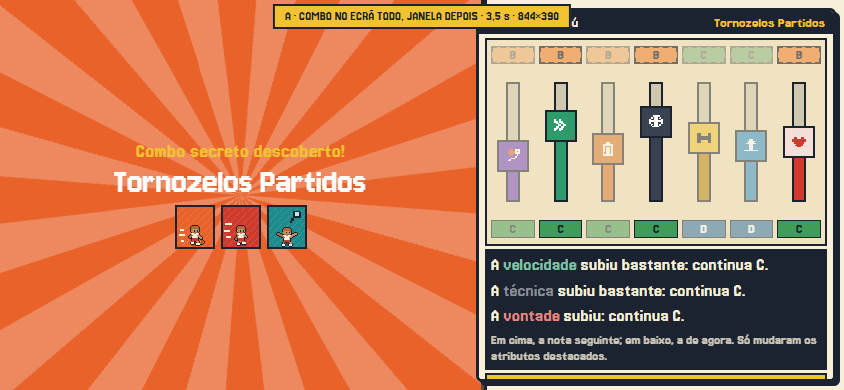 A · COMBO NO ECRÃ TODO, JANELA DEPOIS · 3,5 s · 844×390
ú
Tornozelos Partidos
B B B B C C B
Combo secreto descoberto!
Tornozelos Partidos
C C C C D D C
A velocidade subiu bastante: continua C.
A técnica subiu bastante: continua C.
A vontade subiu: continua C.
Em cima, a nota seguinte; em baixo, a de agora. Só mudaram os
atributos destacados.